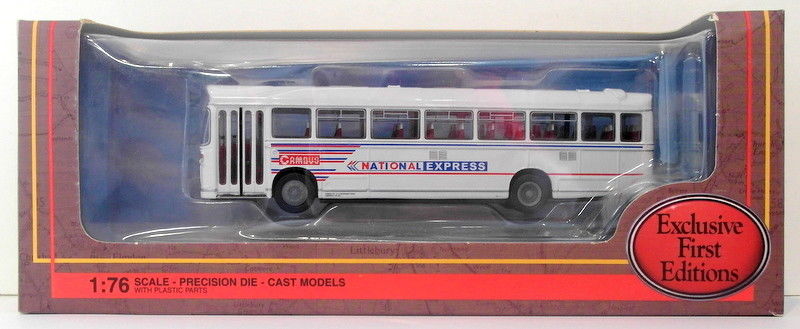 CAMBUS
NATIONAL EXPRESS
Littlebury
Exclusive
First
Editions
1:76 SCALE - PRECISION DIE - CAST MODELS
WITH PLASTIC PARTS